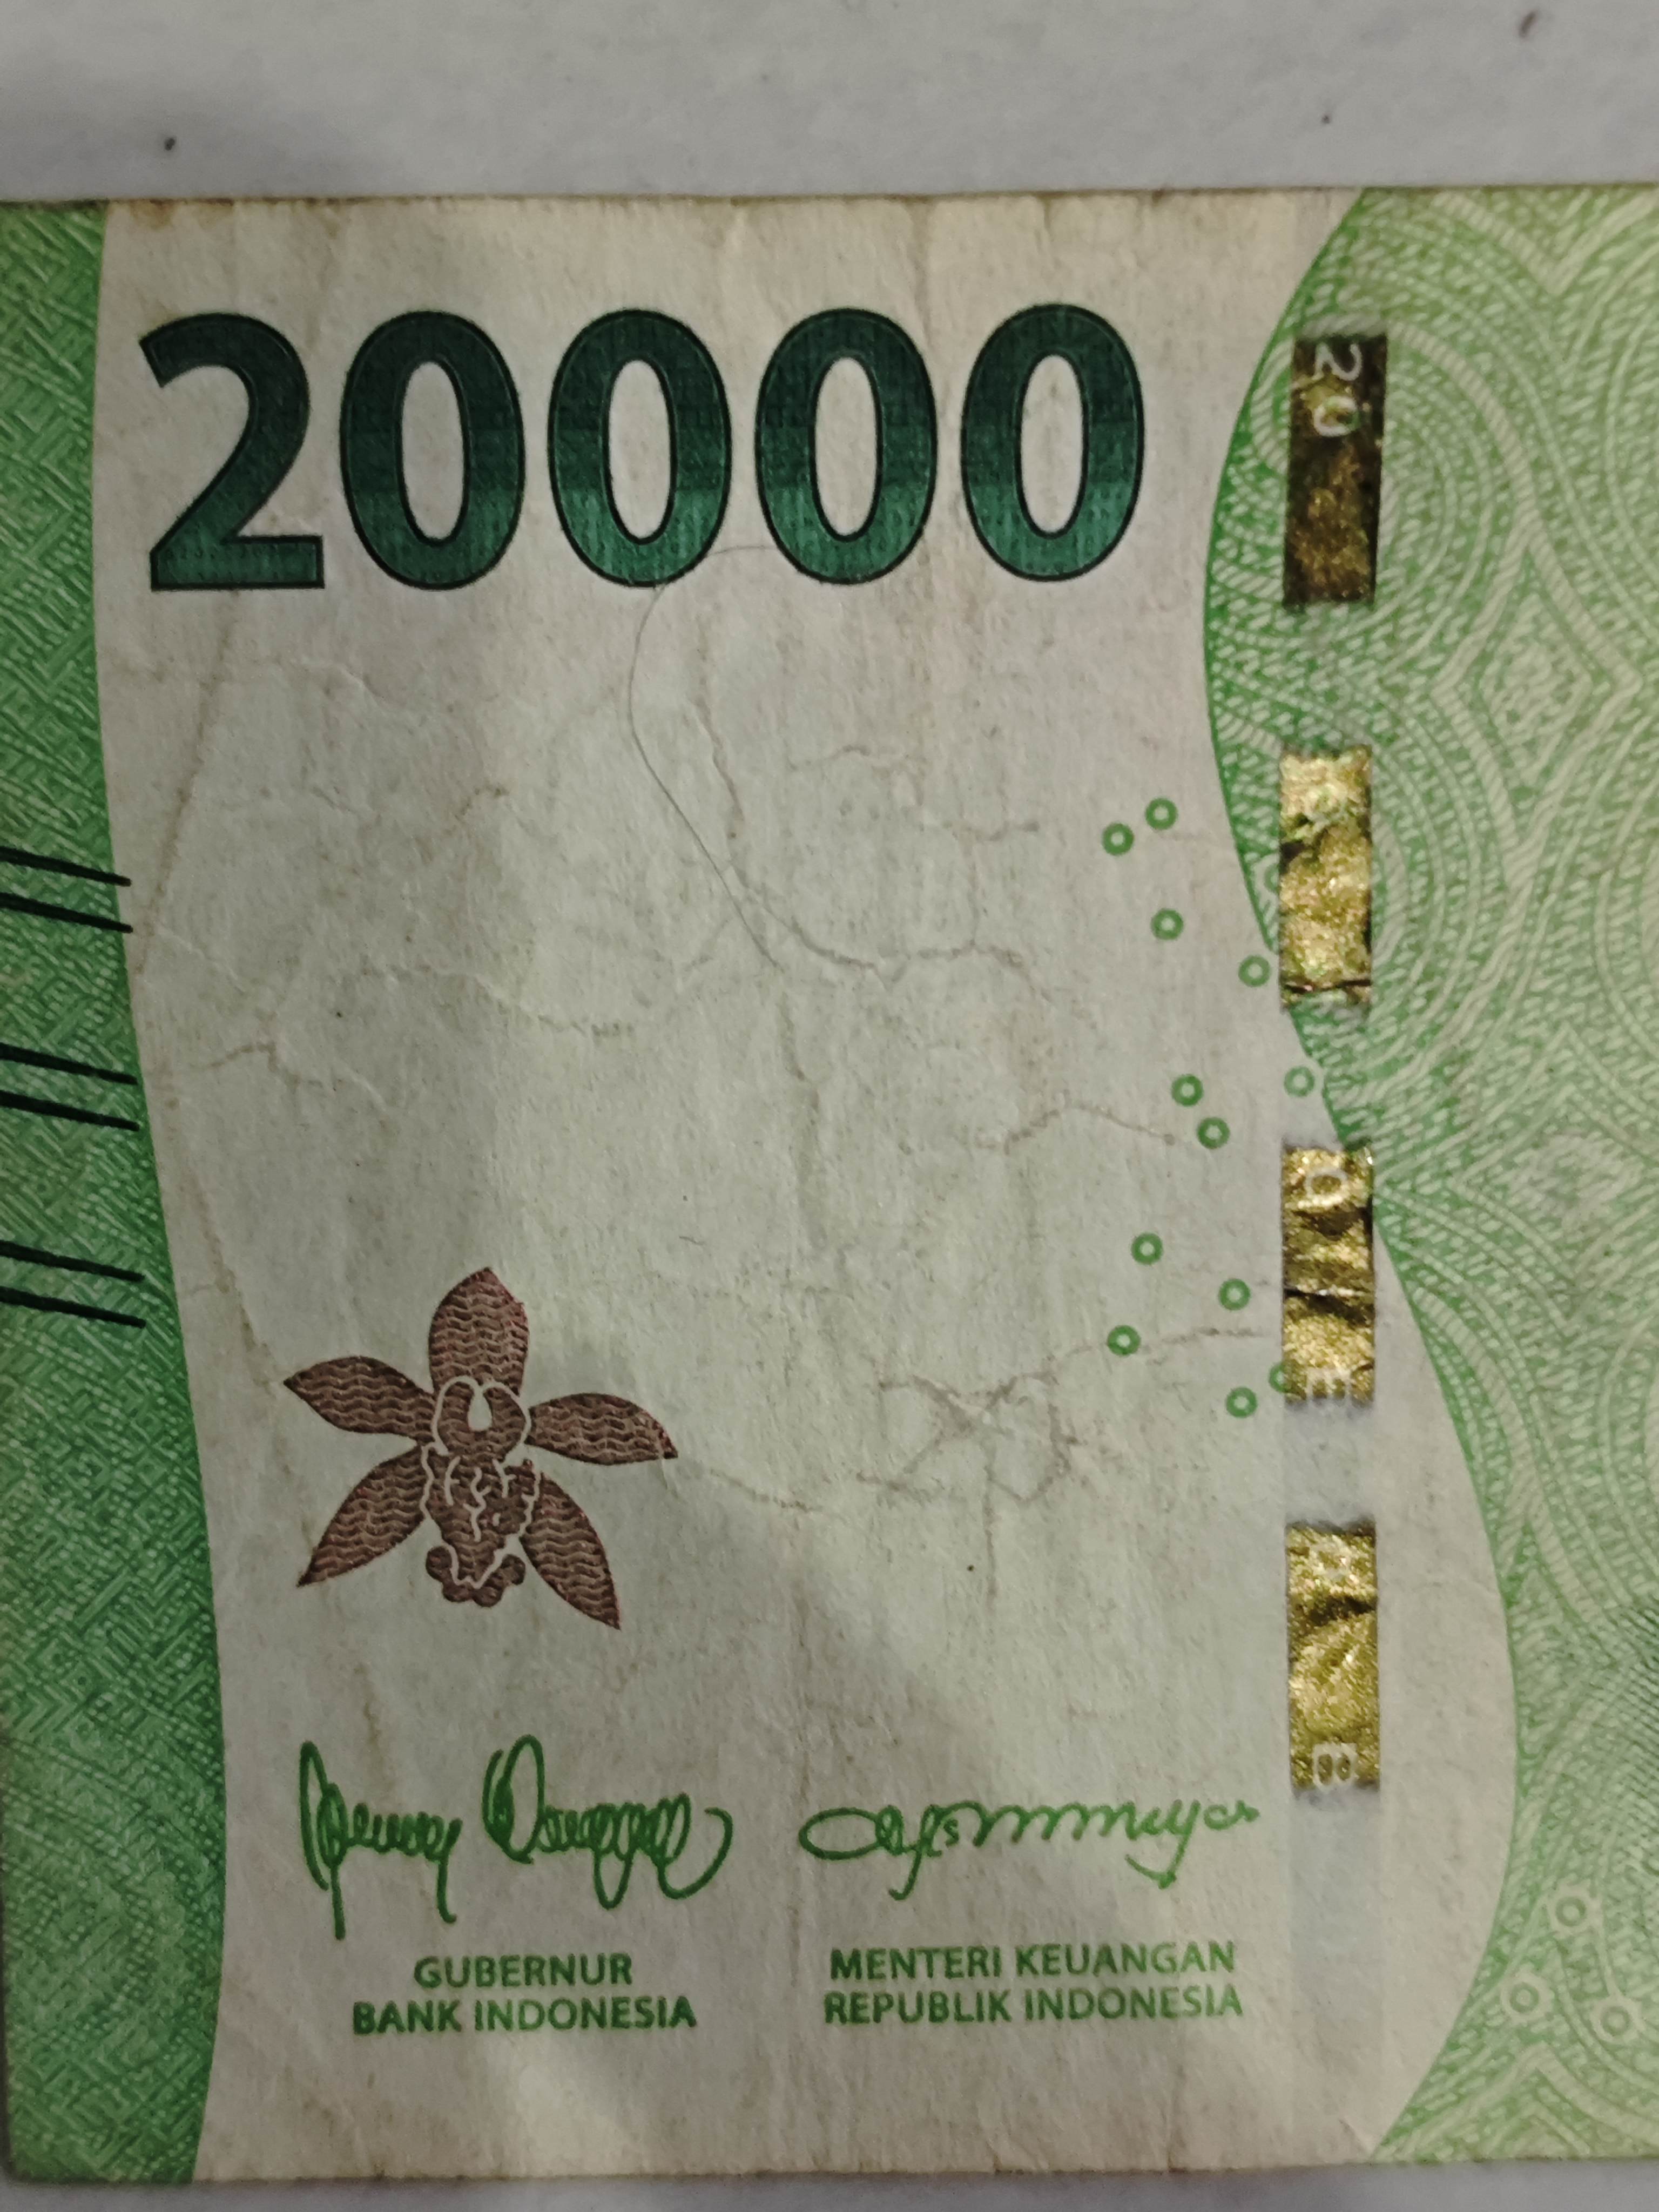 20000
GUBERNUR
BANK INDONESIA
MENTERI KEUANGAN
REPUBLIK INDONESIA